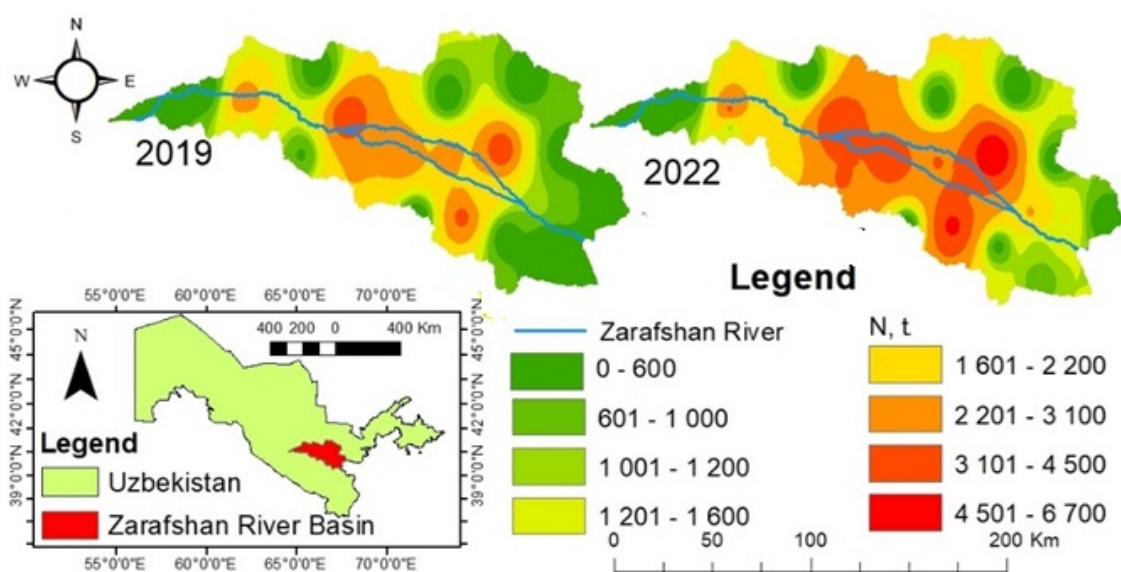 N
W E
S
2019
2022
55°0'0"E 60°0'0"E 65°0'0"E 70°0'0"E
45°0'0"N
42°0'0"N
39°0'0"N
N
400 200 0 400 Km
Legend
Uzbekistan
Zarafshan River Basin
55°0'0"E 60°0'0"E 65°0'0"E 70°0'0"E
45°0'0"N
42°0'0"N
39°0'0"N
Legend
Zarafshan River
0 - 600
601 - 1 000
1 001 - 1 200
1 201 - 1 600
N, t.
1 601 - 2 200
2 201 - 3 100
3 101 - 4 500
4 501 - 6 700
0 50 100 200 Km